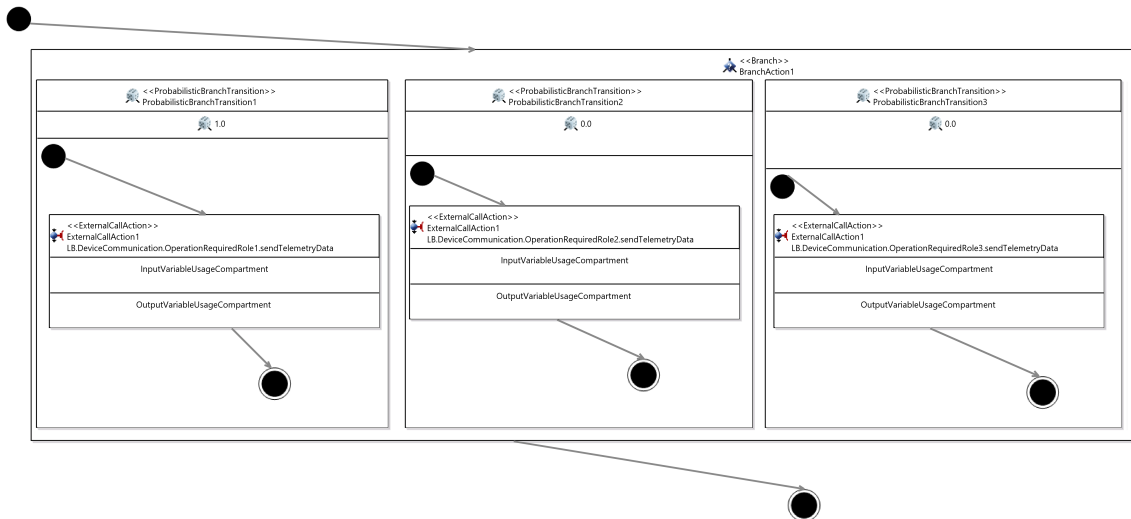 <<Branch>>
BranchAction1
<<ProbabilisticBranchTransition>>
ProbabilisticBranchTransition1
1.0
<<ExternalCallAction>>
ExternalCallAction1
LB.DeviceCommunication.OperationRequiredRole1.sendTelemetryData
InputVariableUsageCompartment
OutputVariableUsageCompartment
<<ProbabilisticBranchTransition>>
ProbabilisticBranchTransition2
0.0
<<ExternalCallAction>>
ExternalCallAction1
LB.DeviceCommunication.OperationRequiredRole2.sendTelemetryData
InputVariableUsageCompartment
OutputVariableUsageCompartment
<<ProbabilisticBranchTransition>>
ProbabilisticBranchTransition3
0.0
<<ExternalCallAction>>
ExternalCallAction1
LB.DeviceCommunication.OperationRequiredRole3.sendTelemetryData
InputVariableUsageCompartment
OutputVariableUsageCompartment